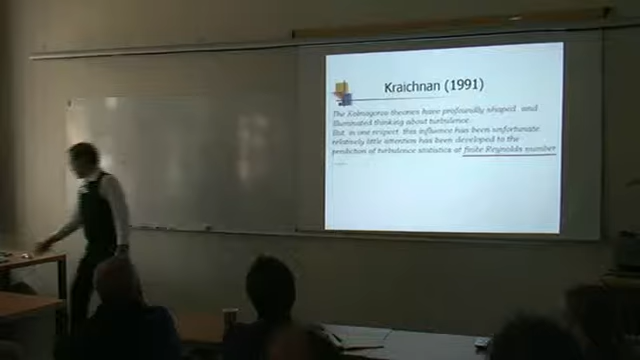 Kraichnan (1991)
The Kolmogorov theories have profoundly shaped and
illuminated thinking about turbulence.
But in one respect this influence has been unfortunate
relatively little attention has been developed to the
prediction of turbulence statistics at finite Reynolds number